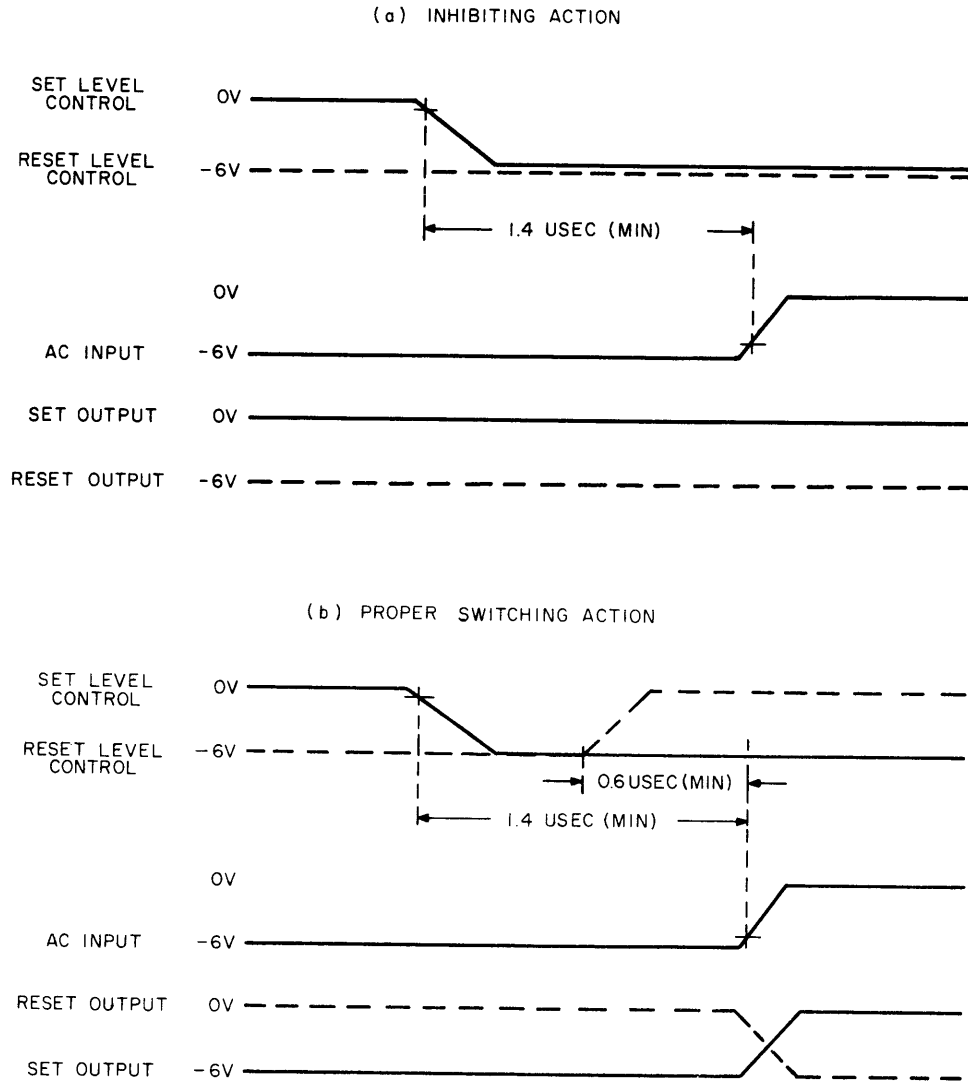 (a) INHIBITING ACTION
SET LEVEL
CONTROL
0V
RESET LEVEL
CONTROL
-6V
1.4 USEC (MIN)
0V
AC INPUT
-6V
SET OUTPUT
0V
RESET OUTPUT
-6V
(b) PROPER SWITCHING ACTION
SET LEVEL
CONTROL
0V
RESET LEVEL
CONTROL
-6V
0.6 USEC (MIN)
1.4 USEC (MIN)
0V
AC INPUT
-6V
RESET OUTPUT
0V
SET OUTPUT
-6V